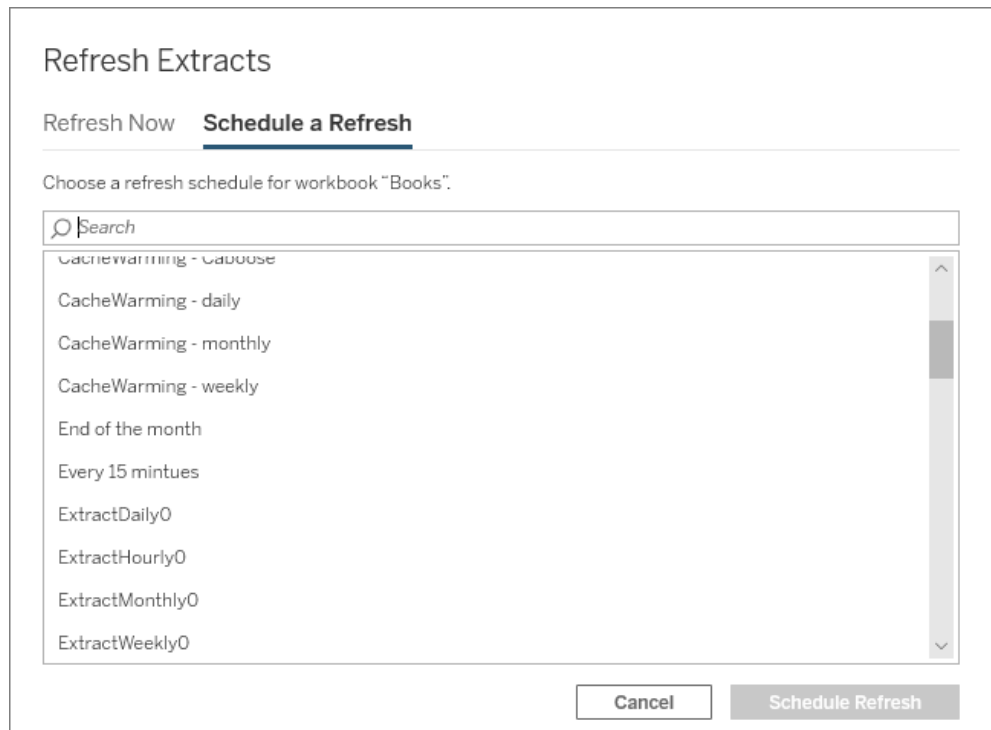 Refresh Extracts
Refresh Now Schedule a Refresh
Choose a refresh schedule for workbook “Books”.
Search
CacheWarming - Caboose
CacheWarming - daily
CacheWarming - monthly
CacheWarming - weekly
End of the month
Every 15 mintues
ExtractDaily0
ExtractHourly0
ExtractMonthly0
ExtractWeekly0
Cancel Schedule Refresh